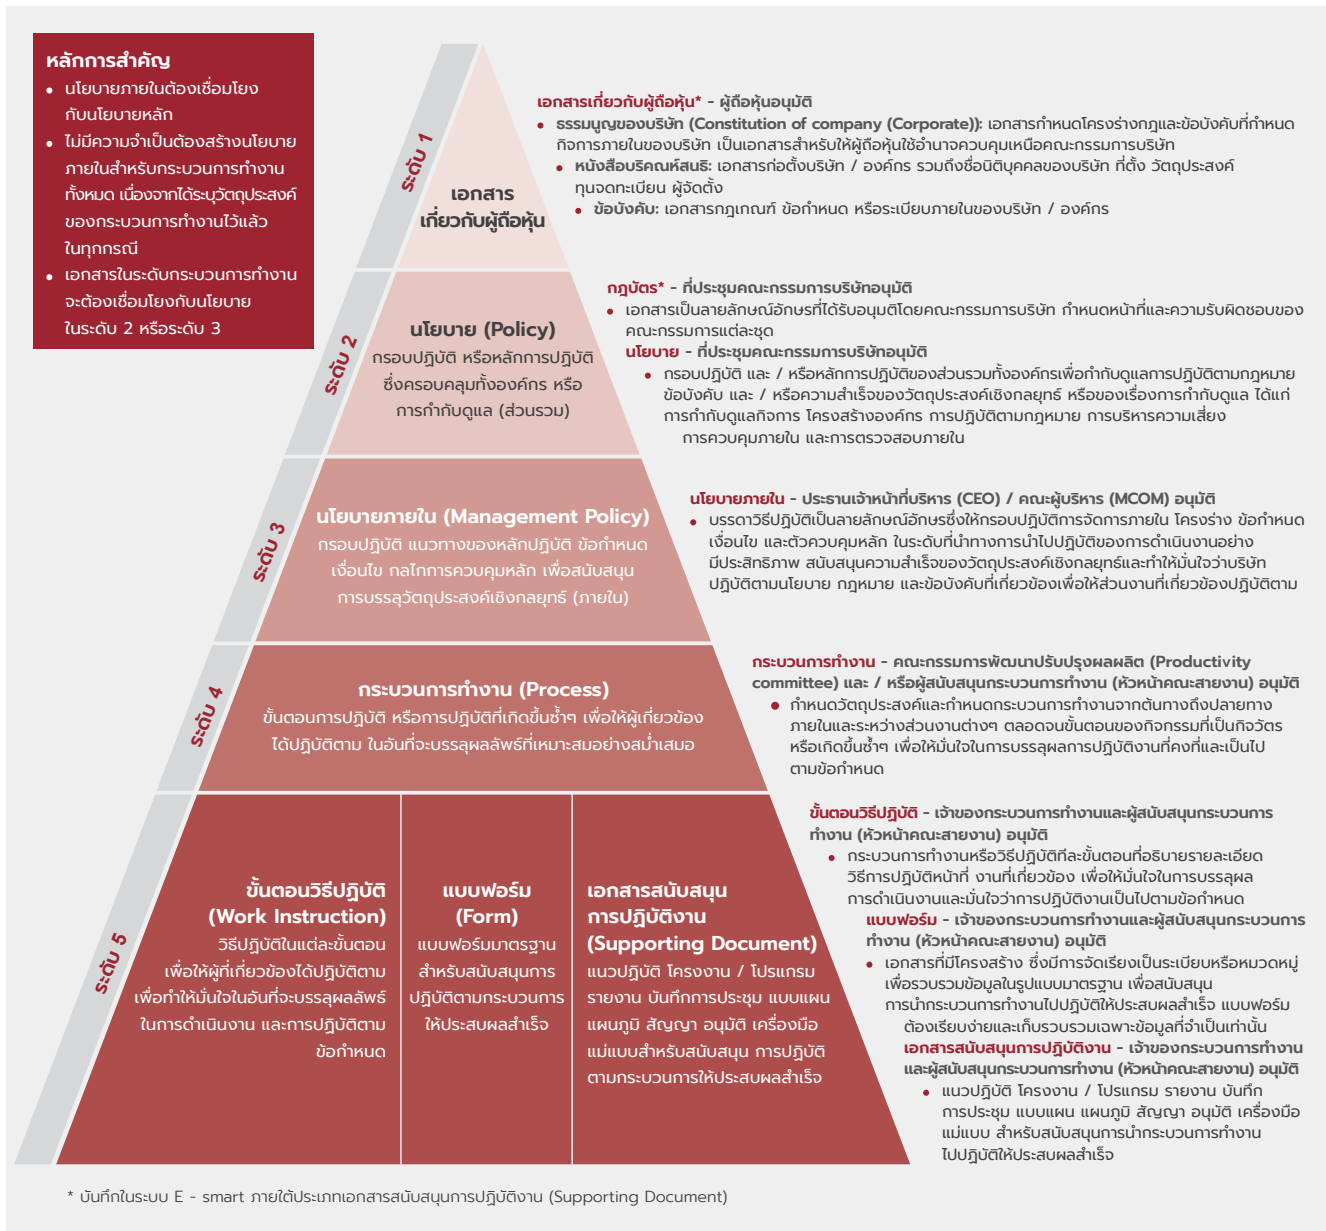 หลักการสำคัญ
• นโยบายภายในต้องเชื่อมโยง
กับนโยบายหลัก
• ไม่มีความจำเป็นต้องสร้างนโยบาย
ภายในสำหรับกระบวนการทำงาน
ทั้งหมด เนื่องจากได้ระบุวัตถุประสงค์
ของกระบวนการทำงานไว้แล้ว
ในทุกกรณี
• เอกสารในระดับกระบวนการทำงาน
จะต้องเชื่อมโยงกับนโยบาย
ในระดับ 2 หรือระดับ 3
ระดับ 1
เอกสาร
เกี่ยวกับผู้ถือหุ้น
เอกสารเกี่ยวกับผู้ถือหุ้น* - ผู้ถือหุ้นอนุมัติ
• ธรรมนูญของบริษัท (Constitution of company (Corporate)): เอกสารกำหนดโครงร่างกฎและข้อบังคับที่กำหนด
กิจการภายในของบริษัท เป็นเอกสารสำหรับให้ผู้ถือหุ้นใช้อำนาจควบคุมเหนือคณะกรรมการบริษัท
• หนังสือบริคณห์สนธิ: เอกสารก่อตั้งบริษัท / องค์กร รวมถึงชื่อนิติบุคคลของบริษัท ที่ตั้ง วัตถุประสงค์
ทุนจดทะเบียน ผู้จัดตั้ง
• ข้อบังคับ: เอกสารกฎเกณฑ์ ข้อกำหนด หรือระเบียบภายในของบริษัท / องค์กร
ระดับ 2
นโยบาย (Policy)
กรอบปฏิบัติ หรือหลักการปฏิบัติ
ซึ่งครอบคลุมทั้งองค์กร หรือ
การกำกับดูแล (ส่วนรวม)
กฎบัตร* - ที่ประชุมคณะกรรมการบริษัทอนุมัติ
• เอกสารเป็นลายลักษณ์อักษรที่ได้รับอนุมติโดยคณะกรรมการบริษัท กำหนดหน้าที่และความรับผิดชอบของ
คณะกรรมการแต่ละชุด
นโยบาย - ที่ประชุมคณะกรรมการบริษัทอนุมัติ
• กรอบปฏิบัติ และ / หรือหลักการปฏิบัติของส่วนรวมทั้งองค์กรเพื่อกำกับดูแลการปฏิบัติตามกฎหมาย
ข้อบังคับ และ / หรือความสำเร็จของวัตถุประสงค์เชิงกลยุทธ์ หรือของเรื่องการกำกับดูแล ได้แก่
การกำกับดูแลกิจการ โครงสร้างองค์กร การปฏิบัติตามกฎหมาย การบริหารความเสี่ยง
การควบคุมภายใน และการตรวจสอบภายใน
ระดับ 3
นโยบายภายใน (Management Policy)
กรอบปฏิบัติ แนวทางของหลักปฏิบัติ ข้อกำหนด
เงื่อนไข กลไกการควบคุมหลัก เพื่อสนับสนุน
การบรรลุวัตถุประสงค์เชิงกลยุทธ์ (ภายใน)
นโยบายภายใน - ประธานเจ้าหน้าที่บริหาร (CEO) / คณะผู้บริหาร (MCOM) อนุมัติ
• บรรดาวิธีปฏิบัติเป็นลายลักษณ์อักษรซึ่งให้กรอบปฏิบัติการจัดการภายใน โครงร่าง ข้อกำหนด
เงื่อนไข และตัวควบคุมหลัก ในระดับที่นำทางการนำไปปฏิบัติของการดำเนินงานอย่าง
มีประสิทธิภาพ สนับสนุนความสำเร็จของวัตถุประสงค์เชิงกลยุทธ์และทำให้มั่นใจว่าบริษัท
ปฏิบัติตามนโยบาย กฎหมาย และข้อบังคับที่เกี่ยวข้องเพื่อให้ส่วนงานที่เกี่ยวข้องปฏิบัติตาม
ระดับ 4
กระบวนการทำงาน (Process)
ขั้นตอนการปฏิบัติ หรือการปฏิบัติที่เกิดขึ้นซ้ำๆ เพื่อให้ผู้เกี่ยวข้อง
ได้ปฏิบัติตาม ในอันที่จะบรรลุผลลัพธ์ที่เหมาะสมอย่างสม่ำเสมอ
กระบวนการทำงาน - คณะกรรมการพัฒนาปรับปรุงผลผลิต (Productivity
committee) และ / หรือผู้สนับสนุนกระบวนการทำงาน (หัวหน้าคณะสายงาน) อนุมัติ
• กำหนดวัตถุประสงค์และกำหนดกระบวนการทำงานจากต้นทางถึงปลายทาง
ภายในและระหว่างส่วนงานต่างๆ ตลอดจนขั้นตอนของกิจกรรมที่เป็นกิจวัตร
หรือเกิดขึ้นซ้ำๆ เพื่อให้มั่นใจในการบรรลุผลการปฏิบัติงานที่คงที่และเป็นไป
ตามข้อกำหนด
ระดับ 5
ขั้นตอนวิธีปฏิบัติ
(Work Instruction)
วิธีปฏิบัติในแต่ละขั้นตอน
เพื่อให้ผู้ที่เกี่ยวข้องได้ปฏิบัติตาม
เพื่อทำให้มั่นใจในอันที่จะบรรลุผลลัพธ์
ในการดำเนินงาน และการปฏิบัติตาม
ข้อกำหนด
แบบฟอร์ม
(Form)
แบบฟอร์มมาตรฐาน
สำหรับสนับสนุนการ
ปฏิบัติตามกระบวนการ
ให้ประสบผลสำเร็จ
เอกสารสนับสนุน
การปฏิบัติงาน
(Supporting Document)
แนวปฏิบัติ โครงงาน / โปรแกรม
รายงาน บันทึกการประชุม แบบแผน
แผนภูมิ สัญญา อนุมัติ เครื่องมือ
แม่แบบสำหรับสนับสนุน การปฏิบัติ
ตามกระบวนการให้ประสบผลสำเร็จ
ขั้นตอนวิธีปฏิบัติ - เจ้าของกระบวนการทำงานและผู้สนับสนุนกระบวนการ
ทำงาน (หัวหน้าคณะสายงาน) อนุมัติ
• กระบวนการทำงานหรือวิธีปฏิบัติทีละขั้นตอนที่อธิบายรายละเอียด
วิธีการปฏิบัติหน้าที่ งานที่เกี่ยวข้อง เพื่อให้มั่นใจในการบรรลุผล
การดำเนินงานและมั่นใจว่าการปฏิบัติงานเป็นไปตามข้อกำหนด
แบบฟอร์ม - เจ้าของกระบวนการทำงานและผู้สนับสนุนกระบวนการ
ทำงาน (หัวหน้าคณะสายงาน) อนุมัติ
• เอกสารที่มีโครงสร้าง ซึ่งมีการจัดเรียงเป็นระเบียบหรือหมวดหมู่
เพื่อรวบรวมข้อมูลในรูปแบบมาตรฐาน เพื่อสนับสนุน
การนำกระบวนการทำงานไปปฏิบัติให้ประสบผลสำเร็จ แบบฟอร์ม
ต้องเรียบง่ายและเก็บรวบรวมเฉพาะข้อมูลที่จำเป็นเท่านั้น
เอกสารสนับสนุนการปฏิบัติงาน - เจ้าของกระบวนการทำงาน
และผู้สนับสนุนกระบวนการทำงาน (หัวหน้าคณะสายงาน) อนุมัติ
• แนวปฏิบัติ โครงงาน / โปรแกรม รายงาน บันทึก
การประชุม แบบแผน แผนภูมิ สัญญา อนุมัติ เครื่องมือ
แม่แบบ สำหรับสนับสนุนการนำกระบวนการทำงาน
ไปปฏิบัติให้ประสบผลสำเร็จ
* บันทึกในระบบ E - smart ภายใต้ประเภทเอกสารสนับสนุนการปฏิบัติงาน (Supporting Document)